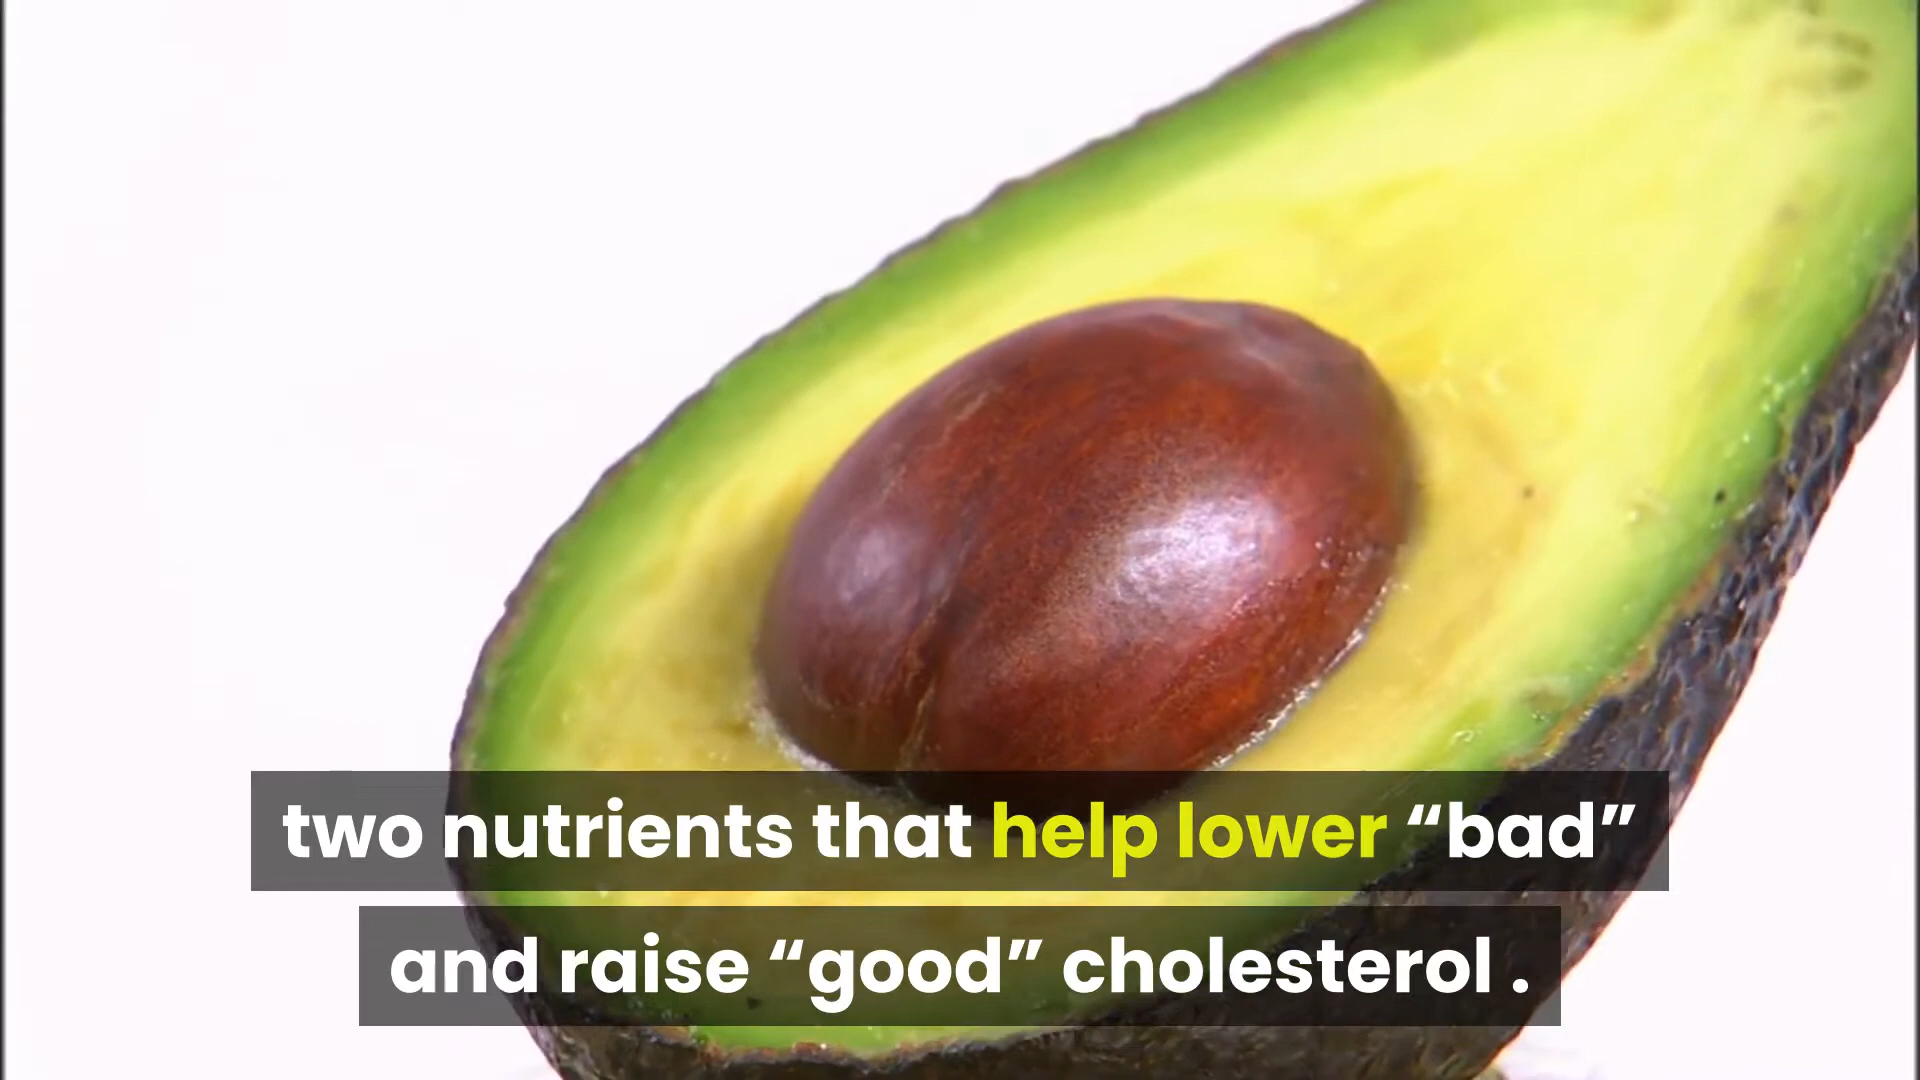 two nutrients that help lower “bad”
and raise “good” cholesterol .